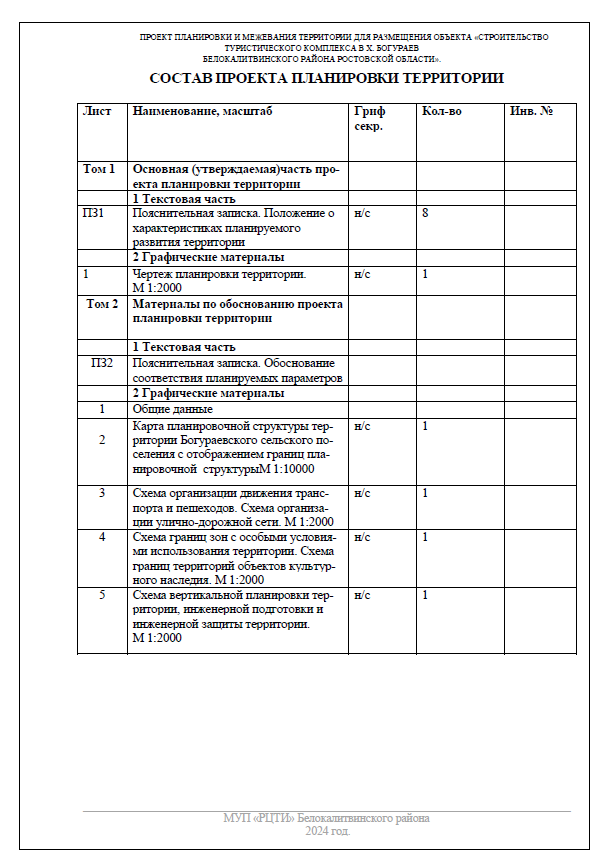 ПРОЕКТ ПЛАНИРОВКИ И МЕЖЕВАНИЯ ТЕРРИТОРИИ ДЛЯ РАЗМЕЩЕНИЯ ОБЪЕКТА «СТРОИТЕЛЬСТВО
ТУРИСТИЧЕСКОГО КОМПЛЕКСА В Х. БОГУРАЕВ
БЕЛОКАЛИТВИНСКОГО РАЙОНА РОСТОВСКОЙ ОБЛАСТИ».
СОСТАВ ПРОЕКТА ПЛАНИРОВКИ ТЕРРИТОРИИ
Лист Наименование, масштаб Гриф Кол-во Инв. №
секр.
Том 1 Основная (утверждаемая)часть про-
екта планировки территории
1 Текстовая часть
ПЗ1 Пояснительная записка. Положение о н/с 8
характеристиках планируемого
развития территории
2 Графические материалы
1 Чертеж планировки территории. н/с 1
М 1:2000
Том 2 Материалы по обоснованию проекта
планировки территории
1 Текстовая часть
ПЗ2 Пояснительная записка. Обоснование
соответствия планируемых параметров
2 Графические материалы
1 Общие данные
Карта планировочной структуры тер- н/с 1
2 ритории Богураевского сельского по-
селения с отображением границ пла-
нировочной структурыМ 1:10000
3 Схема организации движения транс- н/с 1
порта и пешеходов. Схема организа-
ции улично-дорожной сети. М 1:2000
4 Схема границ зон с особыми условия- н/с 1
ми использования территории. Схема
границ территорий объектов культур-
ного наследия. М 1:2000
5 Схема вертикальной планировки тер- н/с 1
ритории, инженерной подготовки и
инженерной защиты территории.
М 1:2000
МУП «РЦТИ» Белокалитвинского района
2024 год.